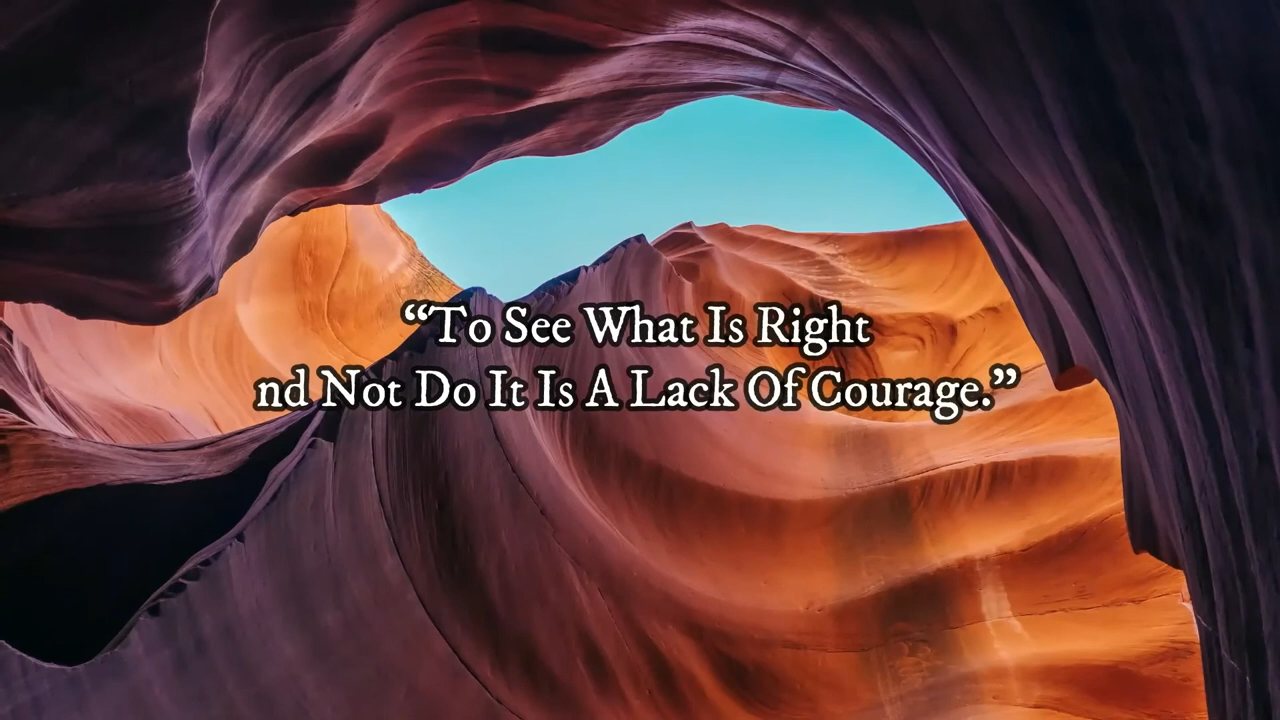 “To See What Is Right
nd Not Do It Is A Lack Of Courage.”